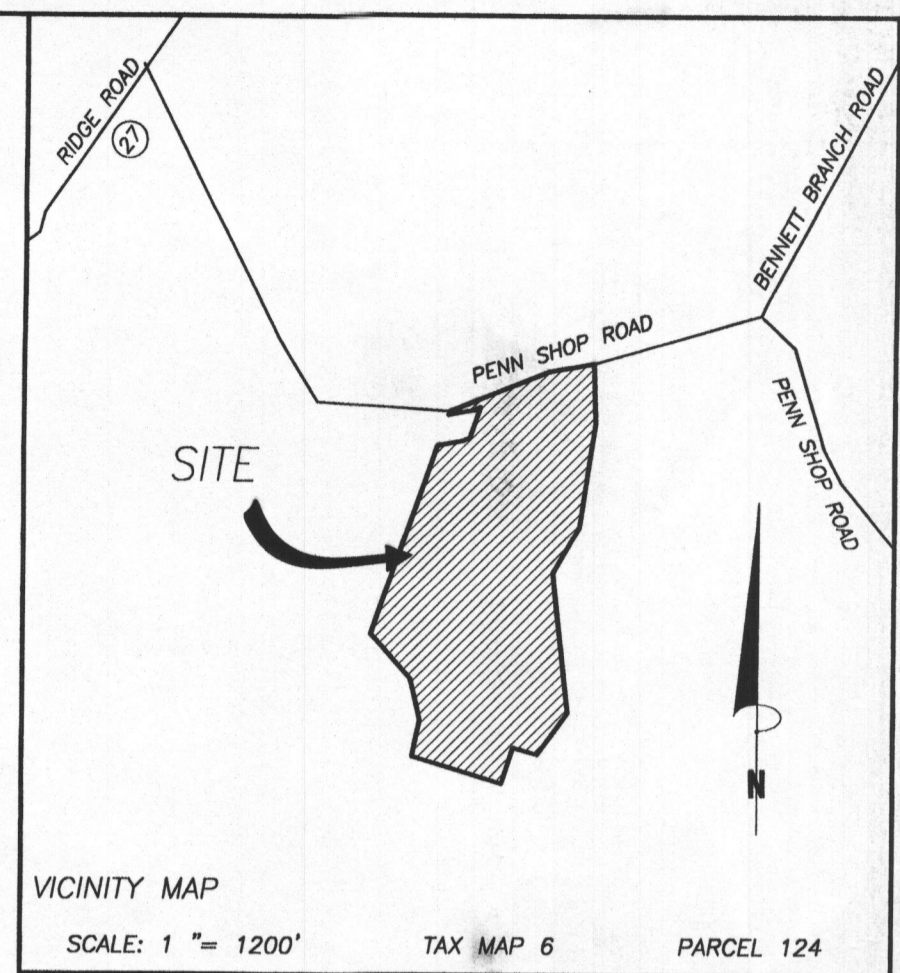 RIDGE ROAD
27
BENNETT BRANCH ROAD
PENN SHOP ROAD
PENN SHOP ROAD
SITE
N
VICINITY MAP
SCALE: 1 "= 1200' TAX MAP 6 PARCEL 124